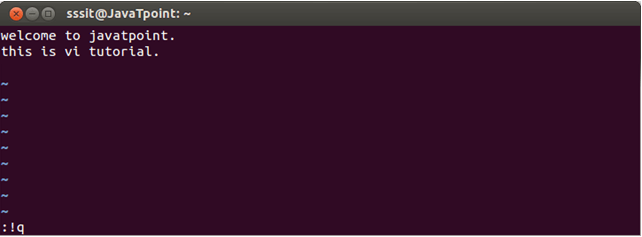 sssit@JavaTpoint: ~
welcome to javatpoint.
this is vi tutorial.
~
~
~
~
~
~
~
~
~
:!q